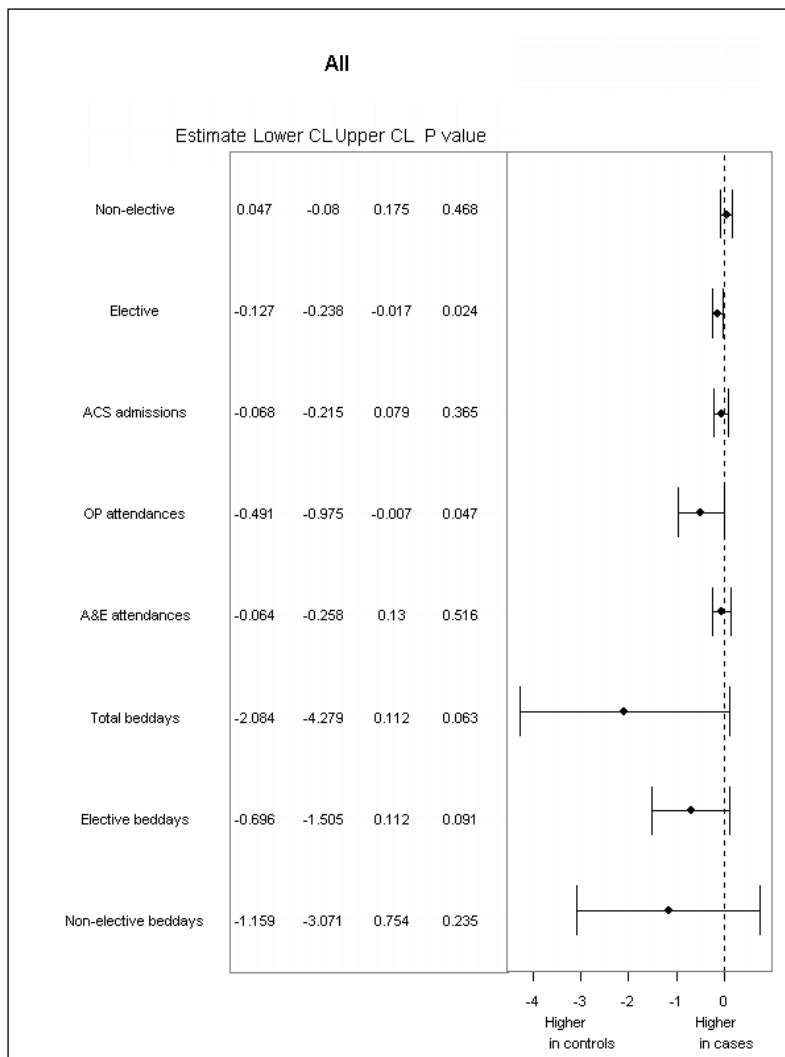 All
Estimate Lower CL Upper CL P value
Non-elective 0.047 -0.08 0.175 0.468
Elective -0.127 -0.238 -0.017 0.024
ACS admissions -0.068 -0.215 0.079 0.365
OP attendances -0.491 -0.975 -0.007 0.047
A&E attendances -0.064 -0.258 0.13 0.516
Total beddays -2.084 -4.279 0.112 0.063
Elective beddays -0.696 -1.505 0.112 0.091
Non-elective beddays -1.159 -3.071 0.754 0.235
-4 -3 -2 -1 0
Higher Higher
in controls in cases